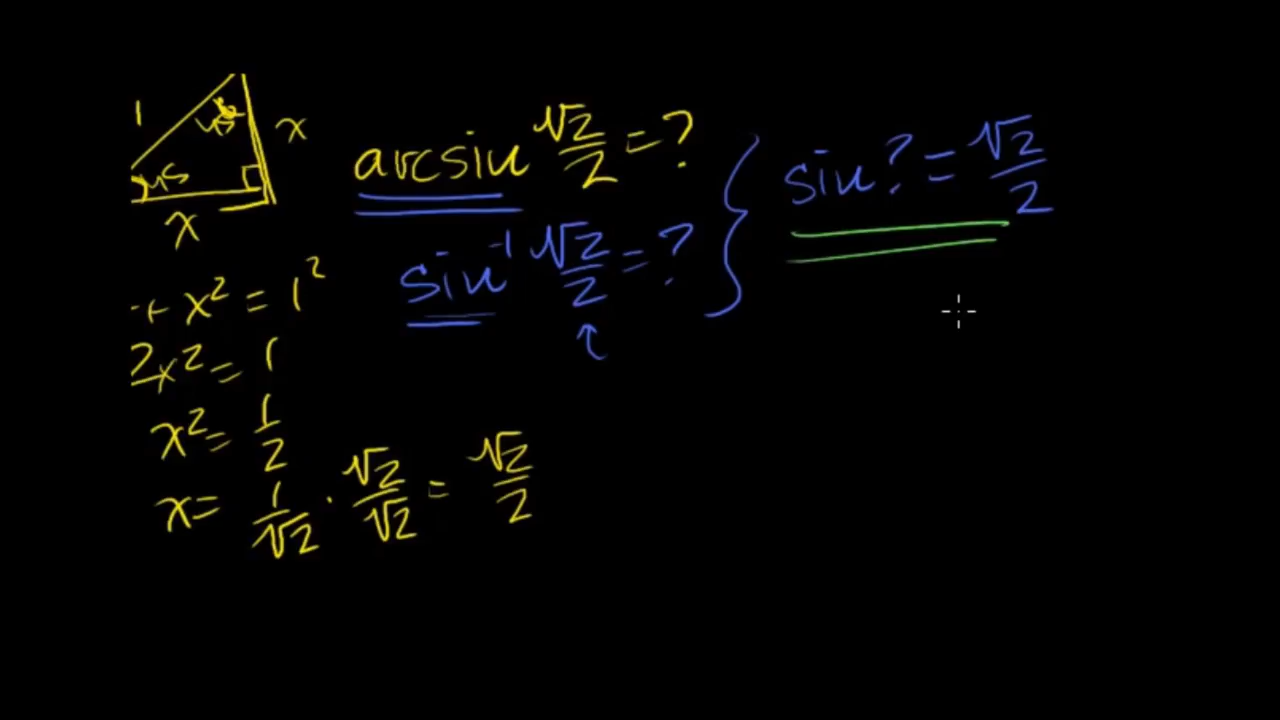 1
45
x
45
x
+ x² = 1²
2x² = 1
x² = 1/2
x = 1/√2 · √2/√2 = √2/2
arcsin √2/2 = ?
sin⁻¹ √2/2 = ?
sin ? = √2/2